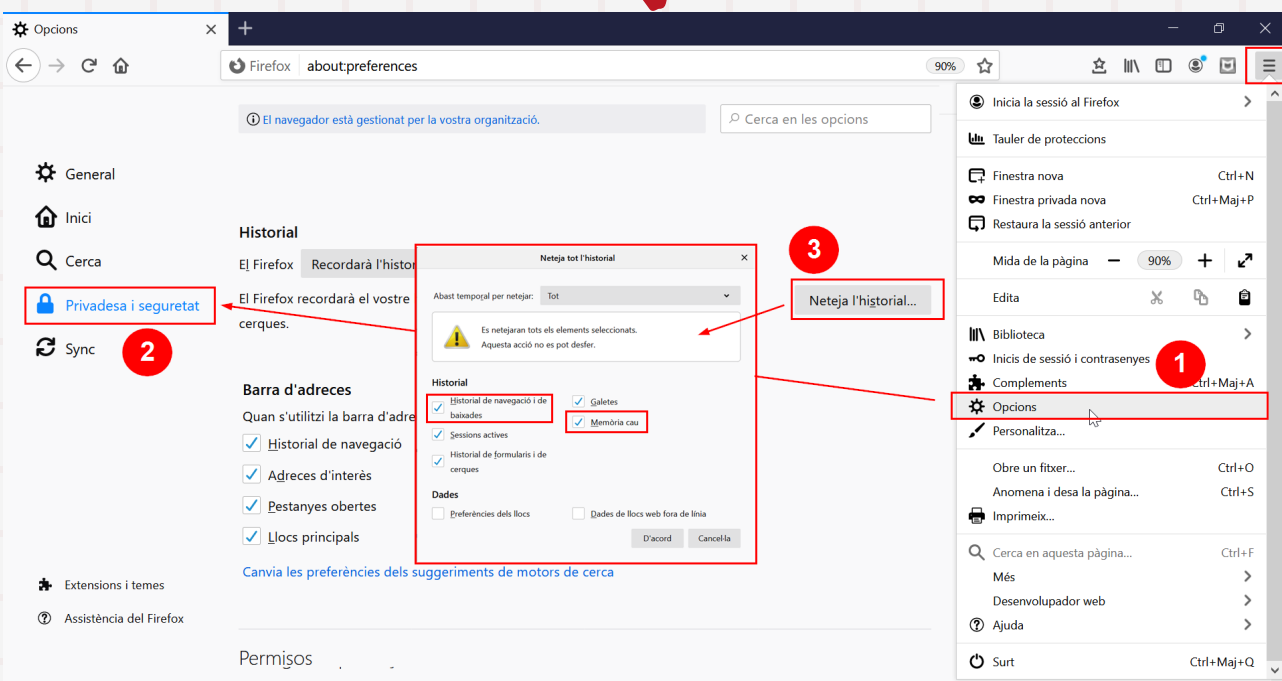 Opcions
Firefox about:preferences 90%
El navegador està gestionat per la vostra organització.
Cerca en les opcions
General
Inici
Cerca
Privadesa i seguretat
2
Sync
Extensions i temes
Assistència del Firefox
Historial
El Firefox Recordarà l'histor
El Firefox recordarà el vostre
cerques.
Neteja l'historial...
3
Barra d'adreces
Quan s'utilitzi la barra d'adre
Historial de navegació
Adreces d'interès
Pestanyes obertes
Llocs principals
Canvia les preferències dels suggeriments de motors de cerca
Permisos
Neteja tot l'historial
Abast temporal per netejar: Tot
Es netejaran tots els elements seleccionats.
Aquesta acció no es pot desfer.
Historial
Historial de navegació i de
baixades
Galetes
Memòria cau
Sessions actives
Historial de formularis i de
cerques
Dades
Preferències dels llocs
Dades de llocs web fora de línia
D'acord Cancel·la
Inicia la sessió al Firefox
Tauler de proteccions
Finestra nova Ctrl+N
Finestra privada nova Ctrl+Maj+P
Restaura la sessió anterior
Mida de la pàgina 90%
Edita
Biblioteca
Inicis de sessió i contrasenyes
1
Complements Ctrl+Maj+A
Opcions
Personalitza...
Obre un fitxer... Ctrl+O
Anomena i desa la pàgina... Ctrl+S
Imprimeix...
Cerca en aquesta pàgina... Ctrl+F
Més
Desenvolupador web
Ajuda
Surt Ctrl+Maj+Q